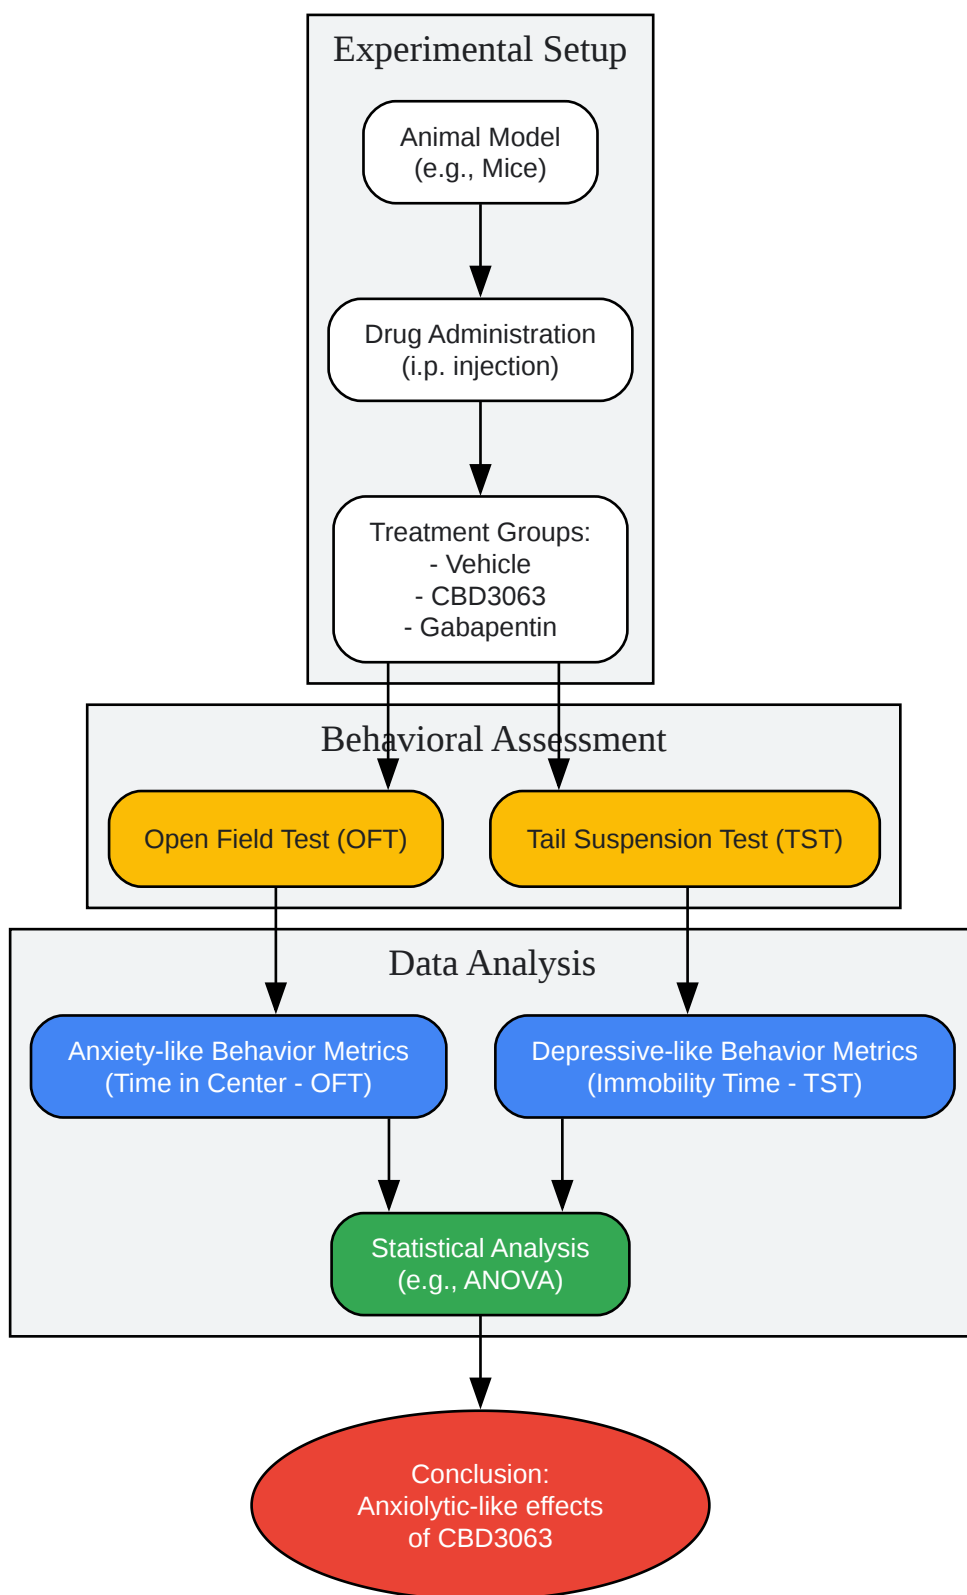 Experimental Setup
Animal Model
(e.g., Mice)
Drug Administration
(i.p. injection)
Treatment Groups:
- Vehicle
- CBD3063
- Gabapentin
Behavioral Assessment
Open Field Test (OFT)
Tail Suspension Test (TST)
Data Analysis
Anxiety-like Behavior Metrics
(Time in Center - OFT)
Depressive-like Behavior Metrics
(Immobility Time - TST)
Statistical Analysis
(e.g., ANOVA)
Conclusion:
Anxiolytic-like effects
of CBD3063